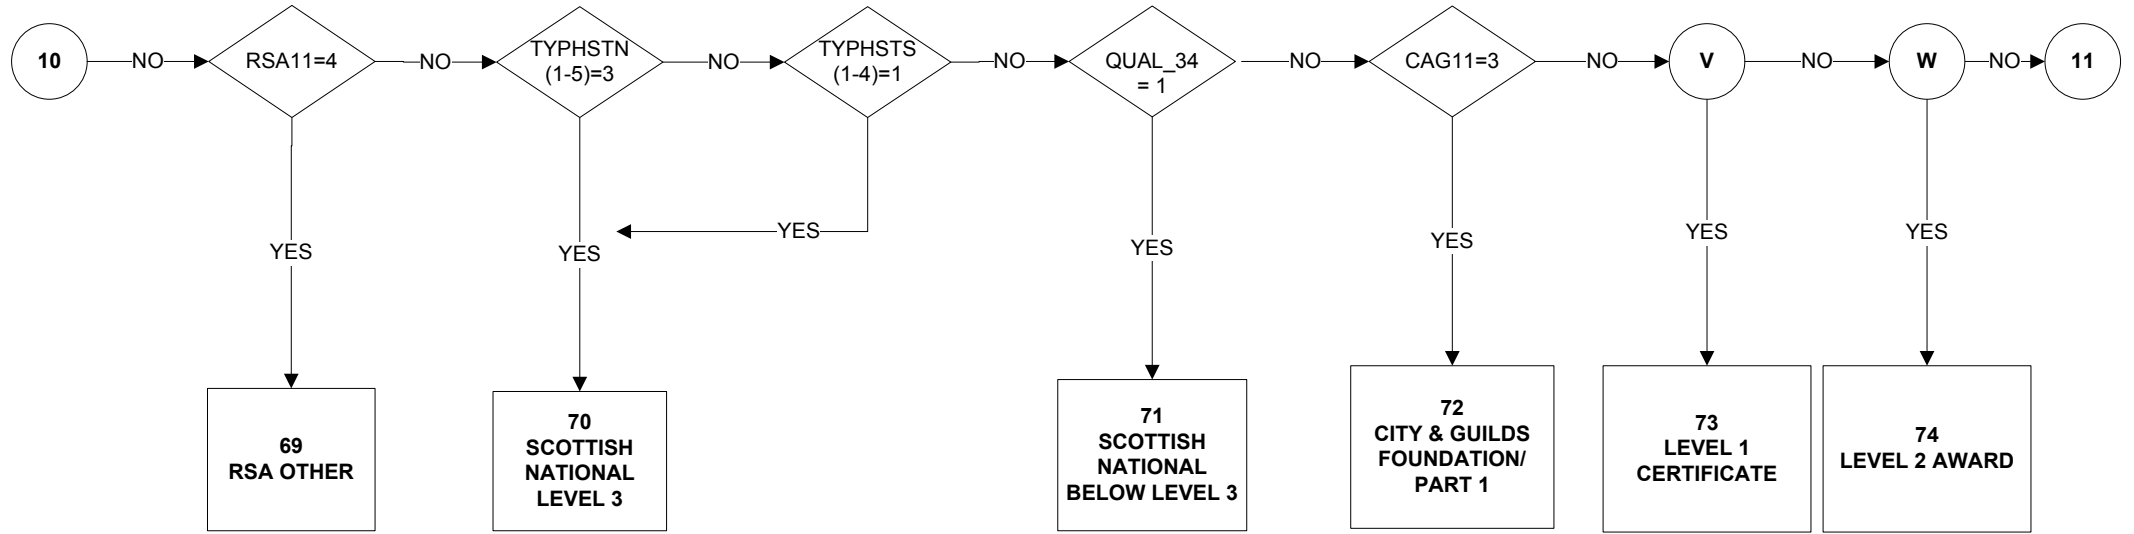 10
NO
RSA11=4
NO
TYPHSTN
(1-5)=3
NO
TYPHSTS
(1-4)=1
NO
QUAL_34
= 1
NO
CAG11=3
NO
V
NO
W
NO
11
YES
YES
YES
YES
YES
YES
YES
69
RSA OTHER
70
SCOTTISH
NATIONAL
LEVEL 3
71
SCOTTISH
NATIONAL
BELOW LEVEL 3
72
CITY & GUILDS
FOUNDATION/
PART 1
73
LEVEL 1
CERTIFICATE
74
LEVEL 2 AWARD